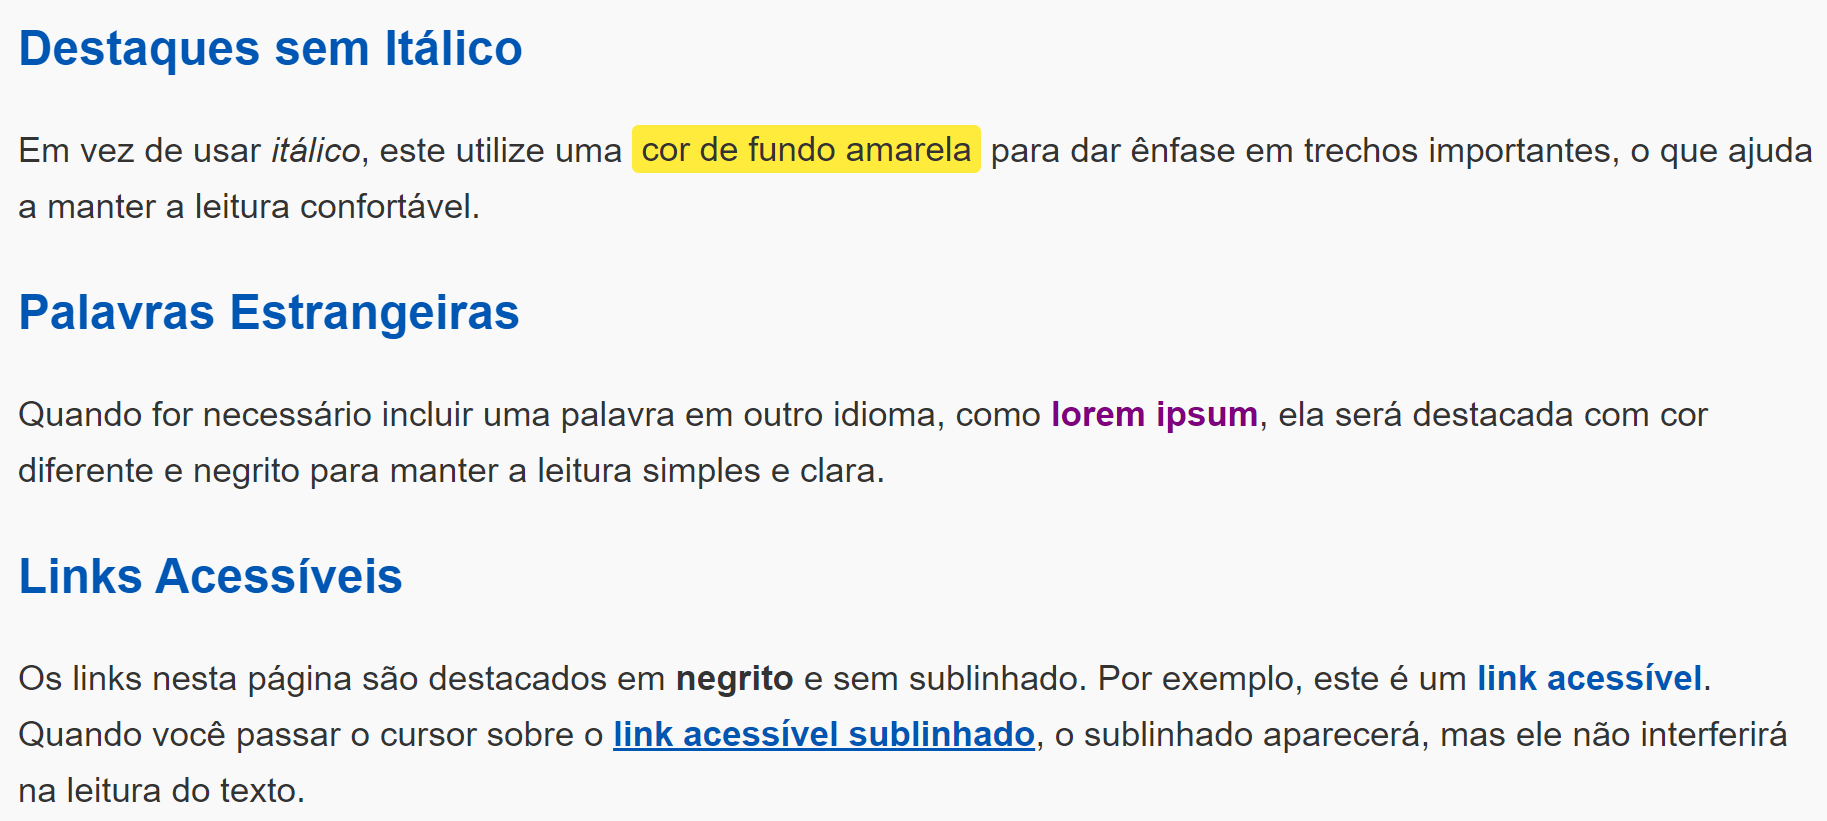 Destaques sem Itálico
Em vez de usar itálico, este utilize uma cor de fundo amarela para dar ênfase em trechos importantes, o que ajuda
a manter a leitura confortável.
Palavras Estrangeiras
Quando for necessário incluir uma palavra em outro idioma, como lorem ipsum, ela será destacada com cor
diferente e negrito para manter a leitura simples e clara.
Links Acessíveis
Os links nesta página são destacados em negrito e sem sublinhado. Por exemplo, este é um link acessível.
Quando você passar o cursor sobre o link acessível sublinhado, o sublinhado aparecerá, mas ele não interferirá
na leitura do texto.